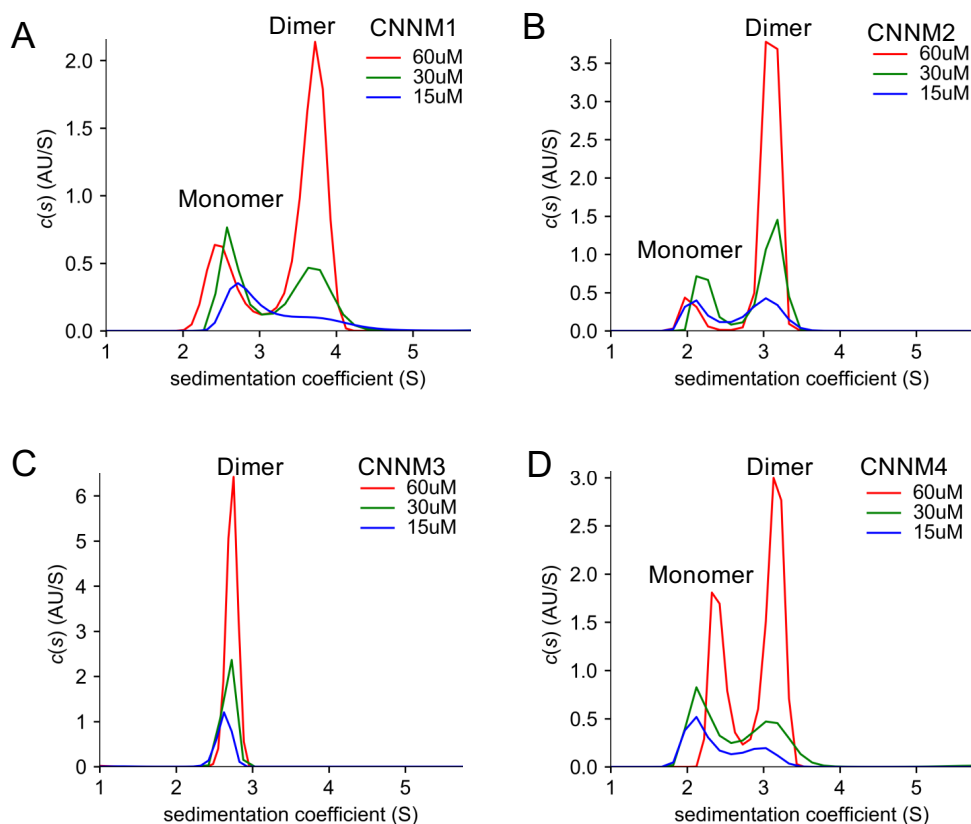 A
Dimer
CNNM1
60uM
30uM
15uM
Monomer
c(s) (AU/S)
2.0
1.5
1.0
0.5
0.0
1 2 3 4 5
sedimentation coefficient (S)
B
Dimer
CNNM2
60uM
30uM
15uM
Monomer
c(s) (AU/S)
3.5
3.0
2.5
2.0
1.5
1.0
0.5
0.0
1 2 3 4 5
sedimentation coefficient (S)
C
Dimer
CNNM3
60uM
30uM
15uM
c(s) (AU/S)
6
5
4
3
2
1
0
1 2 3 4 5
sedimentation coefficient (S)
D
Dimer
CNNM4
60uM
30uM
15uM
Monomer
c(s) (AU/S)
3.0
2.5
2.0
1.5
1.0
0.5
0.0
1 2 3 4 5
sedimentation coefficient (S)